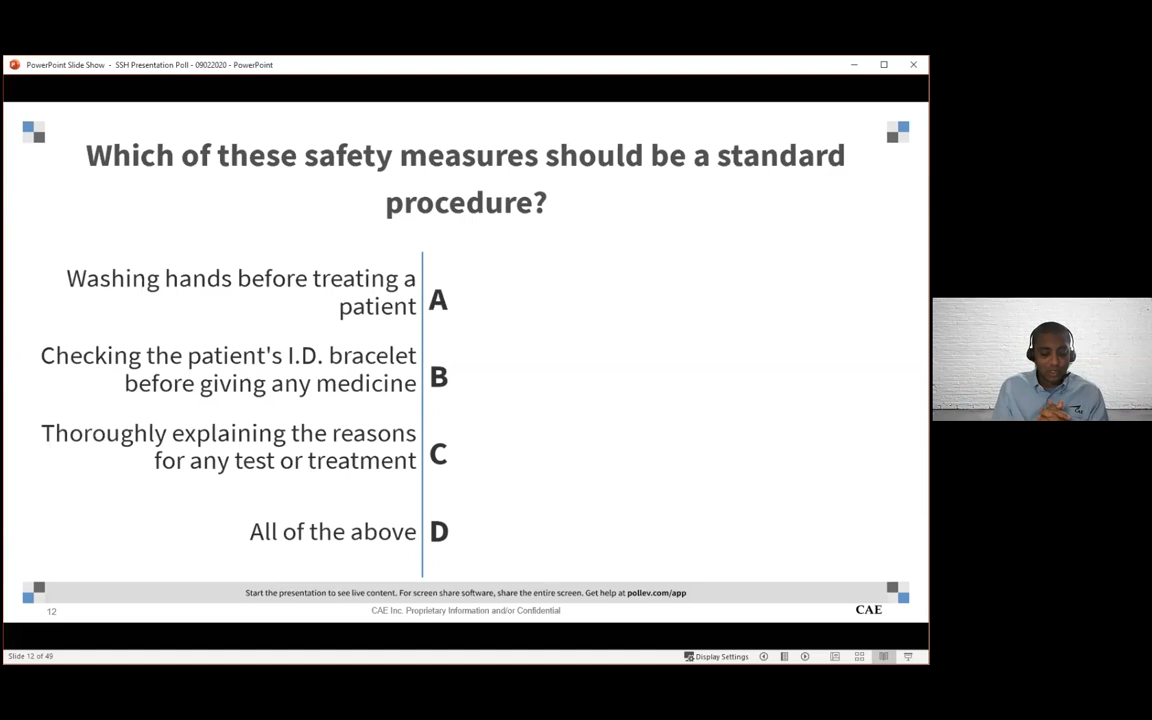 PowerPoint Slide Show - SSH Presentation Poll - 09022020 - PowerPoint
Which of these safety measures should be a standard
procedure?
Washing hands before treating a
patient
A
Checking the patient's I.D. bracelet
before giving any medicine
B
Thoroughly explaining the reasons
for any test or treatment
C
All of the above
D
Start the presentation to see live content. For screen share software, share the entire screen. Get help at pollev.com/app
12
CAE Inc. Proprietary Information and/or Confidential
CAE
Slide 12 of 49
Display Settings
CAE